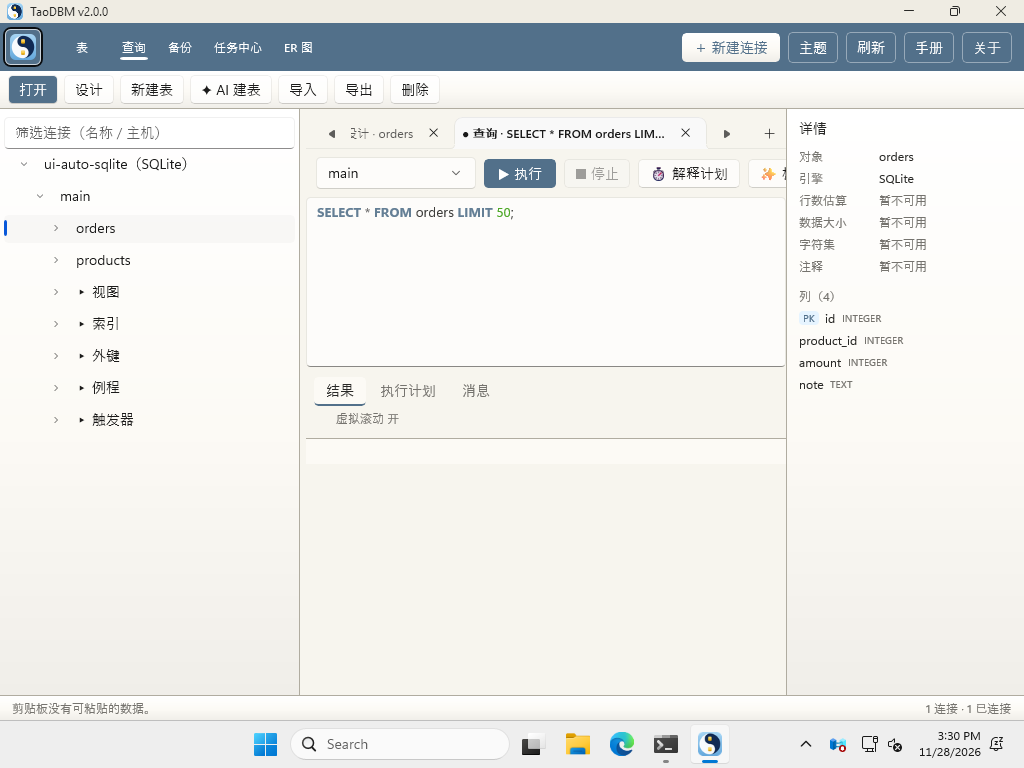 TaoDBM v2.0.0
表 查询 备份 任务中心 ER 图 + 新建连接 主题 刷新 手册 关于
打开 设计 新建表 ✦ AI 建表 导入 导出 删除
筛选连接（名称 / 主机）
ui-auto-sqlite（SQLite）
main
orders
products
▸ 视图
▸ 索引
▸ 外键
▸ 例程
▸ 触发器
设计 · orders
● 查询 · SELECT * FROM orders LIM...
main
执行 停止 解释计划
SELECT * FROM orders LIMIT 50;
结果 执行计划 消息
虚拟滚动 开
详情
对象 orders
引擎 SQLite
行数估算 暂不可用
数据大小 暂不可用
字符集 暂不可用
注释 暂不可用
列（4）
PK id INTEGER
product_id INTEGER
amount INTEGER
note TEXT
剪贴板没有可粘贴的数据。
1 连接 · 1 已连接
Search
3:30 PM
11/28/2026